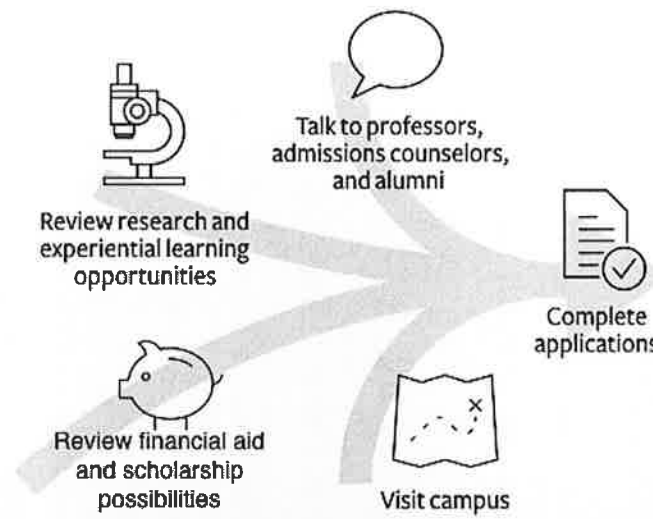 Talk to professors,
admissions counselors,
and alumni
Review research and
experiential learning
opportunities
Complete
applications
Review financial aid
and scholarship
possibilities
Visit campus